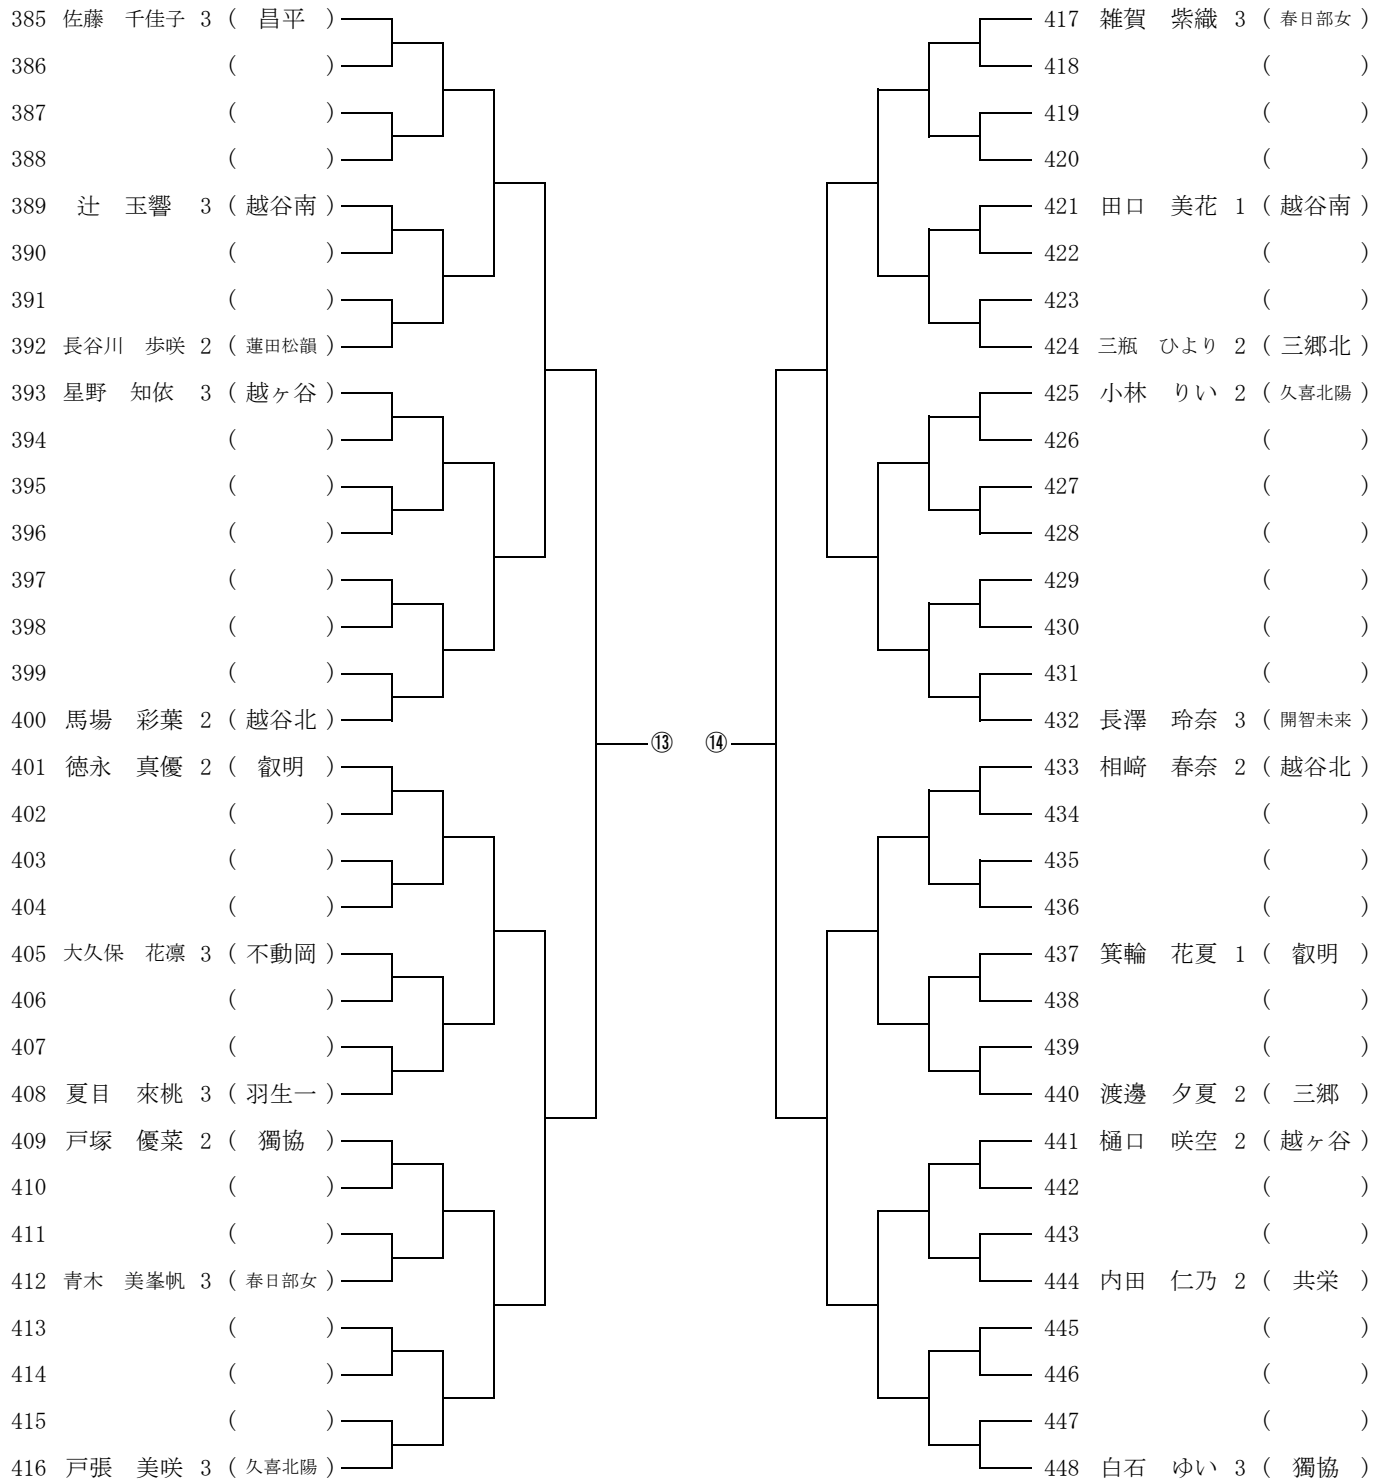 385 佐藤 千佳子 3 ( 昌平 )
386 ( )
387 ( )
388 ( )
389 辻 玉響 3 ( 越谷南 )
390 ( )
391 ( )
392 長谷川 歩咲 2 ( 蓮田松韻 )
393 星野 知依 3 ( 越ヶ谷 )
394 ( )
395 ( )
396 ( )
397 ( )
398 ( )
399 ( )
400 馬場 彩葉 2 ( 越谷北 )
401 徳永 真優 2 ( 叡明 )
402 ( )
403 ( )
404 ( )
405 大久保 花凛 3 ( 不動岡 )
406 ( )
407 ( )
408 夏目 來桃 3 ( 羽生一 )
409 戸塚 優菜 2 ( 獨協 )
410 ( )
411 ( )
412 青木 美峯帆 3 ( 春日部女 )
413 ( )
414 ( )
415 ( )
416 戸張 美咲 3 ( 久喜北陽 )
⑬ ⑭
417 雑賀 紫織 3 ( 春日部女 )
418 ( )
419 ( )
420 ( )
421 田口 美花 1 ( 越谷南 )
422 ( )
423 ( )
424 三瓶 ひより 2 ( 三郷北 )
425 小林 りい 2 ( 久喜北陽 )
426 ( )
427 ( )
428 ( )
429 ( )
430 ( )
431 ( )
432 長澤 玲奈 3 ( 開智未来 )
433 相﨑 春奈 2 ( 越谷北 )
434 ( )
435 ( )
436 ( )
437 箕輪 花夏 1 ( 叡明 )
438 ( )
439 ( )
440 渡邊 夕夏 2 ( 三郷 )
441 樋口 咲空 2 ( 越ヶ谷 )
442 ( )
443 ( )
444 内田 仁乃 2 ( 共栄 )
445 ( )
446 ( )
447 ( )
448 白石 ゆい 3 ( 獨協 )